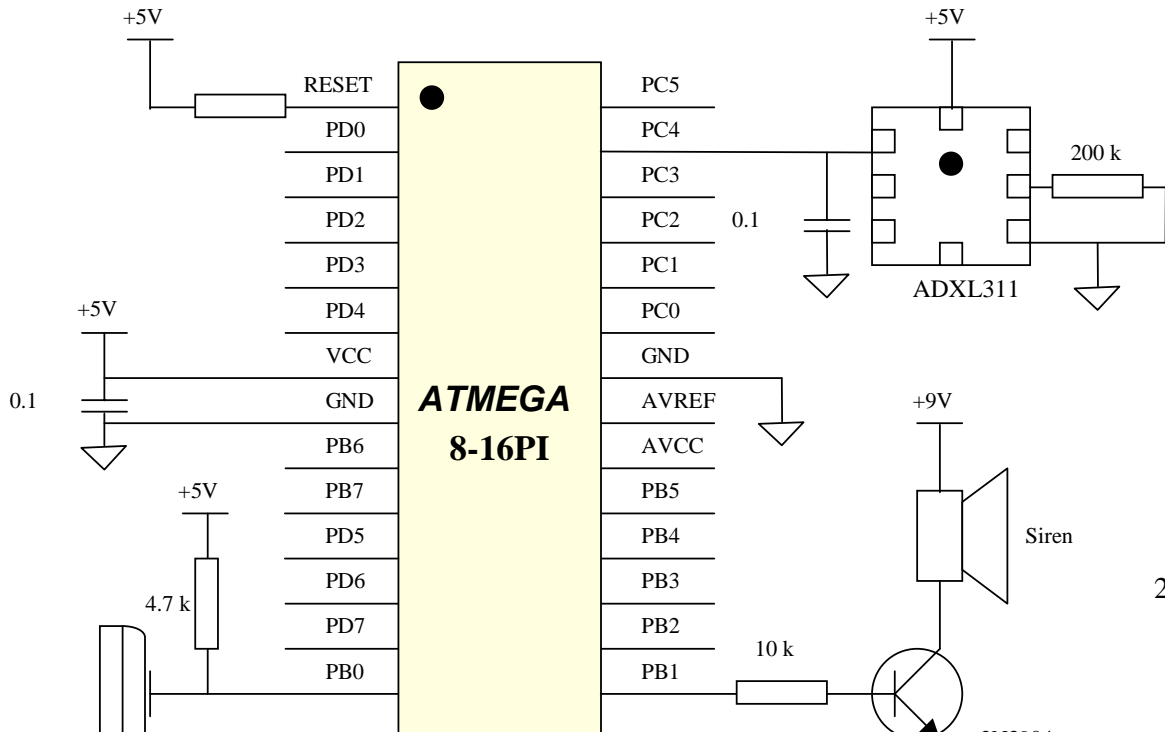 +5V
+5V
RESET
PD0
PD1
PD2
PD3
PD4
VCC
GND
PB6
PB7
PD5
PD6
PD7
PB0
ATMEGA
8-16PI
PC5
PC4
PC3
PC2
PC1
PC0
GND
AVREF
AVCC
PB5
PB4
PB3
PB2
PB1
200 k
0.1
ADXL311
+5V
0.1
+9V
+5V
Siren
4.7 k
2
10 k